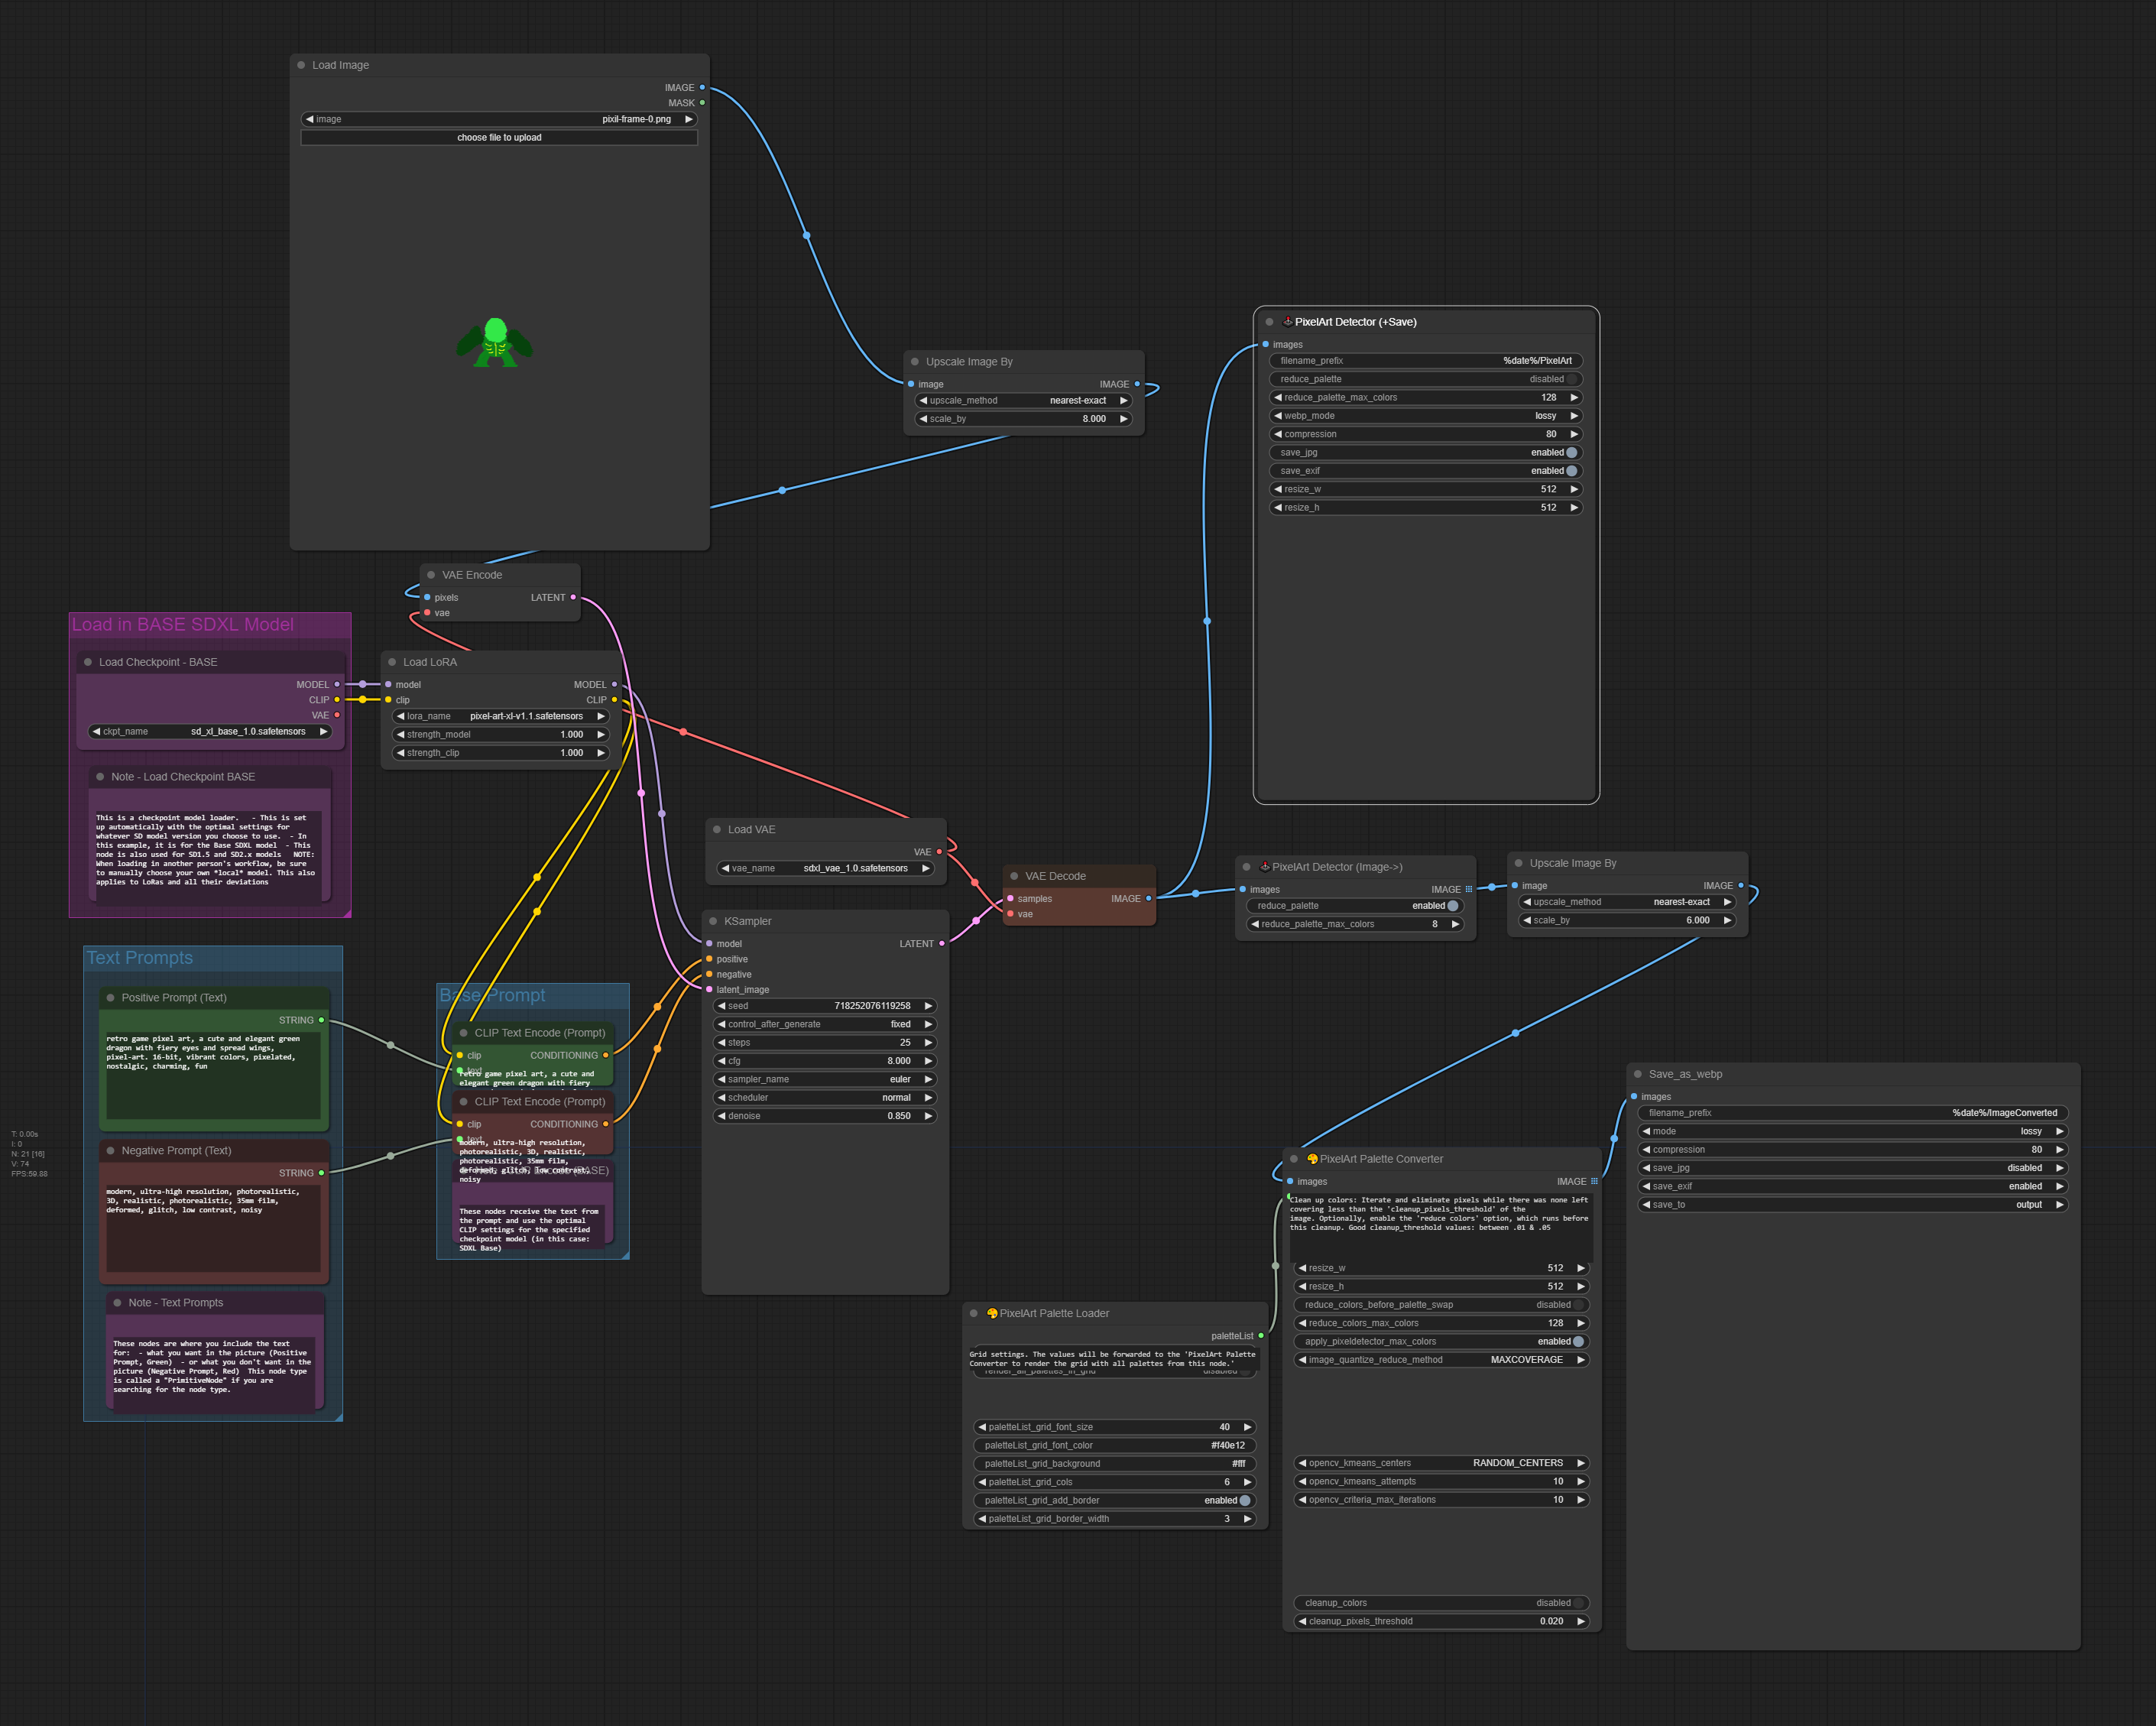 Load Image
IMAGE
MASK
image pixil-frame-0.png
choose file to upload
Upscale Image By
image IMAGE
upscale_method nearest-exact
scale_by 8.000
PixelArt Detector (+Save)
images
filename_prefix %date%/PixelArt
reduce_palette disabled
reduce_palette_max_colors 128
webp_mode lossy
compression 80
save_jpg enabled
save_exif enabled
resize_w 512
resize_h 512
VAE Encode
pixels LATENT
vae
Load in BASE SDXL Model
Load Checkpoint - BASE
MODEL
CLIP
VAE
ckpt_name sd_xl_base_1.0.safetensors
Note - Load Checkpoint BASE
This is a checkpoint model loader. - This is set
up automatically with the optimal settings for
whatever SD model version you choose to use. - In
this example, it is for the Base SDXL model - This
node is also used for SD1.5 and SD2.x models NOTE:
When loading in another person's workflow, be sure
to manually choose your own *local* model. This also
applies to LoRas and all their deviations
Load LoRA
model MODEL
clip CLIP
lora_name pixel-art-xl-v1.1.safetensors
strength_model 1.000
strength_clip 1.000
Load VAE
VAE
vae_name sdxl_vae_1.0.safetensors
VAE Decode
samples IMAGE
vae
PixelArt Detector (Image->)
images IMAGE
reduce_palette enabled
reduce_palette_max_colors 8
Upscale Image By
image IMAGE
upscale_method nearest-exact
scale_by 6.000
KSampler
model LATENT
positive
negative
latent_image
seed 718252076119258
control_after_generate fixed
steps 25
cfg 8.000
sampler_name euler
scheduler normal
denoise 0.850
Text Prompts
Positive Prompt (Text)
STRING
retro game pixel art, a cute and elegant green
dragon with fiery eyes and spread wings,
pixel-art. 16-bit, vibrant colors, pixelated,
nostalgic, charming, fun
Negative Prompt (Text)
STRING
modern, ultra-high resolution, photorealistic,
3D, realistic, photorealistic, 35mm film,
deformed, glitch, low contrast, noisy
Note - Text Prompts
These nodes are where you include the text
for: - what you want in the picture (Positive
Prompt, Green) - or what you don't want in the
picture (Negative Prompt, Red) This node type
is called a "PrimitiveNode" if you are
searching for the node type.
Base Prompt
CLIP Text Encode (Prompt)
clip CONDITIONING
text
retro game pixel art, a cute and
elegant green dragon with fiery
CLIP Text Encode (Prompt)
clip CONDITIONING
text
modern, ultra-high resolution,
photorealistic, 3D, realistic,
photorealistic, 35mm film,
deformed, glitch, low contrast,
noisy
These nodes receive the text from
the prompt and use the optimal
CLIP settings for the specified
checkpoint model (in this case:
SDXL Base)
T: 0.00s
I: 0
N: 21 [16]
V: 74
FPS:59.88
Save_as_webp
images
filename_prefix %date%/ImageConverted
mode lossy
compression 80
save_jpg disabled
save_exif enabled
save_to output
PixelArt Palette Converter
images IMAGE
Clean up colors: Iterate and eliminate pixels while there was none left
covering less than the 'cleanup_pixels_threshold' of the
image. Optionally, enable the 'reduce colors' option, which runs before
this cleanup. Good cleanup_threshold values: between .01 & .05
resize_w 512
resize_h 512
reduce_colors_before_palette_swap disabled
reduce_colors_max_colors 128
apply_pixeldetector_max_colors enabled
image_quantize_reduce_method MAXCOVERAGE
opencv_kmeans_centers RANDOM_CENTERS
opencv_kmeans_attempts 10
opencv_criteria_max_iterations 10
cleanup_colors disabled
cleanup_pixels_threshold 0.020
PixelArt Palette Loader
paletteList
Grid settings. The values will be forwarded to the 'PixelArt Palette
Converter to render the grid with all palettes from this node.'
render_all_palettes_in_grid disabled
paletteList_grid_font_size 40
paletteList_grid_font_color #f40e12
paletteList_grid_background #fff
paletteList_grid_cols 6
paletteList_grid_add_border enabled
paletteList_grid_border_width 3